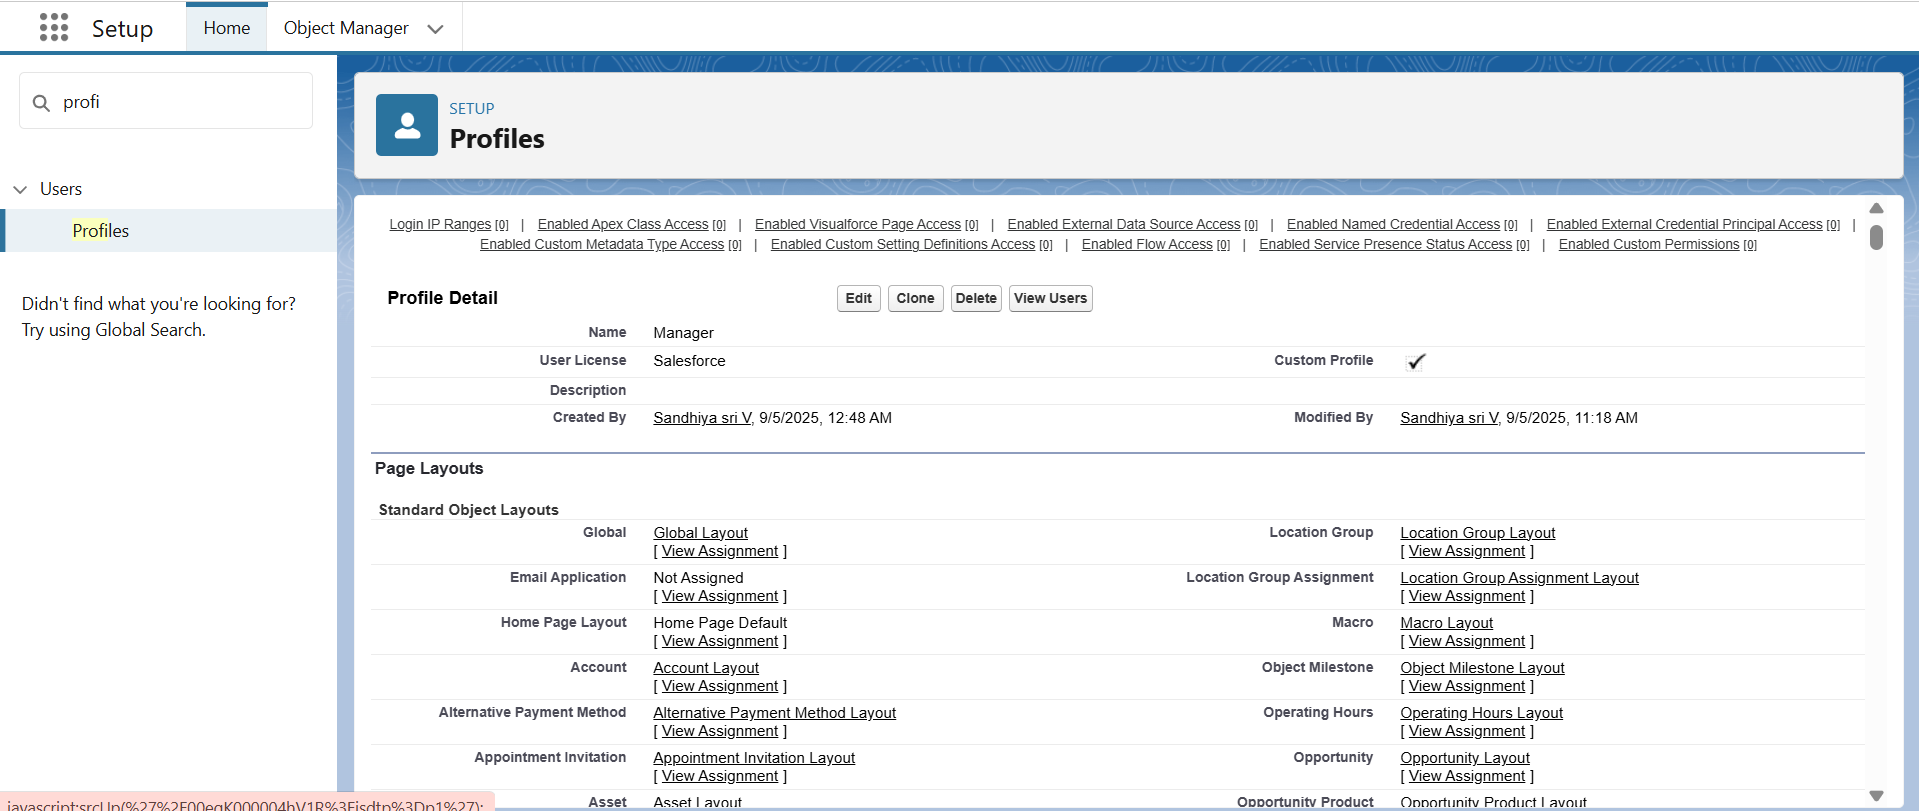 Setup Home Object Manager
profi
Users
Profiles
Didn't find what you're looking for?
Try using Global Search.
SETUP
Profiles
Login IP Ranges [0] | Enabled Apex Class Access [0] | Enabled Visualforce Page Access [0] | Enabled External Data Source Access [0] | Enabled Named Credential Access [0] | Enabled External Credential Principal Access [0] |
Enabled Custom Metadata Type Access [0] | Enabled Custom Setting Definitions Access [0] | Enabled Flow Access [0] | Enabled Service Presence Status Access [0] | Enabled Custom Permissions [0]
Profile Detail Edit Clone Delete View Users
Name Manager
User License Salesforce Custom Profile
Description
Created By Sandhiya sri V, 9/5/2025, 12:48 AM Modified By Sandhiya sri V, 9/5/2025, 11:18 AM
Page Layouts
Standard Object Layouts
Global Global Layout Location Group Location Group Layout
[ View Assignment ] [ View Assignment ]
Email Application Not Assigned Location Group Assignment Location Group Assignment Layout
[ View Assignment ] [ View Assignment ]
Home Page Layout Home Page Default Macro Macro Layout
[ View Assignment ] [ View Assignment ]
Account Account Layout Object Milestone Object Milestone Layout
[ View Assignment ] [ View Assignment ]
Alternative Payment Method Alternative Payment Method Layout Operating Hours Operating Hours Layout
[ View Assignment ] [ View Assignment ]
Appointment Invitation Appointment Invitation Layout Opportunity Opportunity Layout
[ View Assignment ] [ View Assignment ]
Asset Asset Layout Opportunity Product Opportunity Product Layout